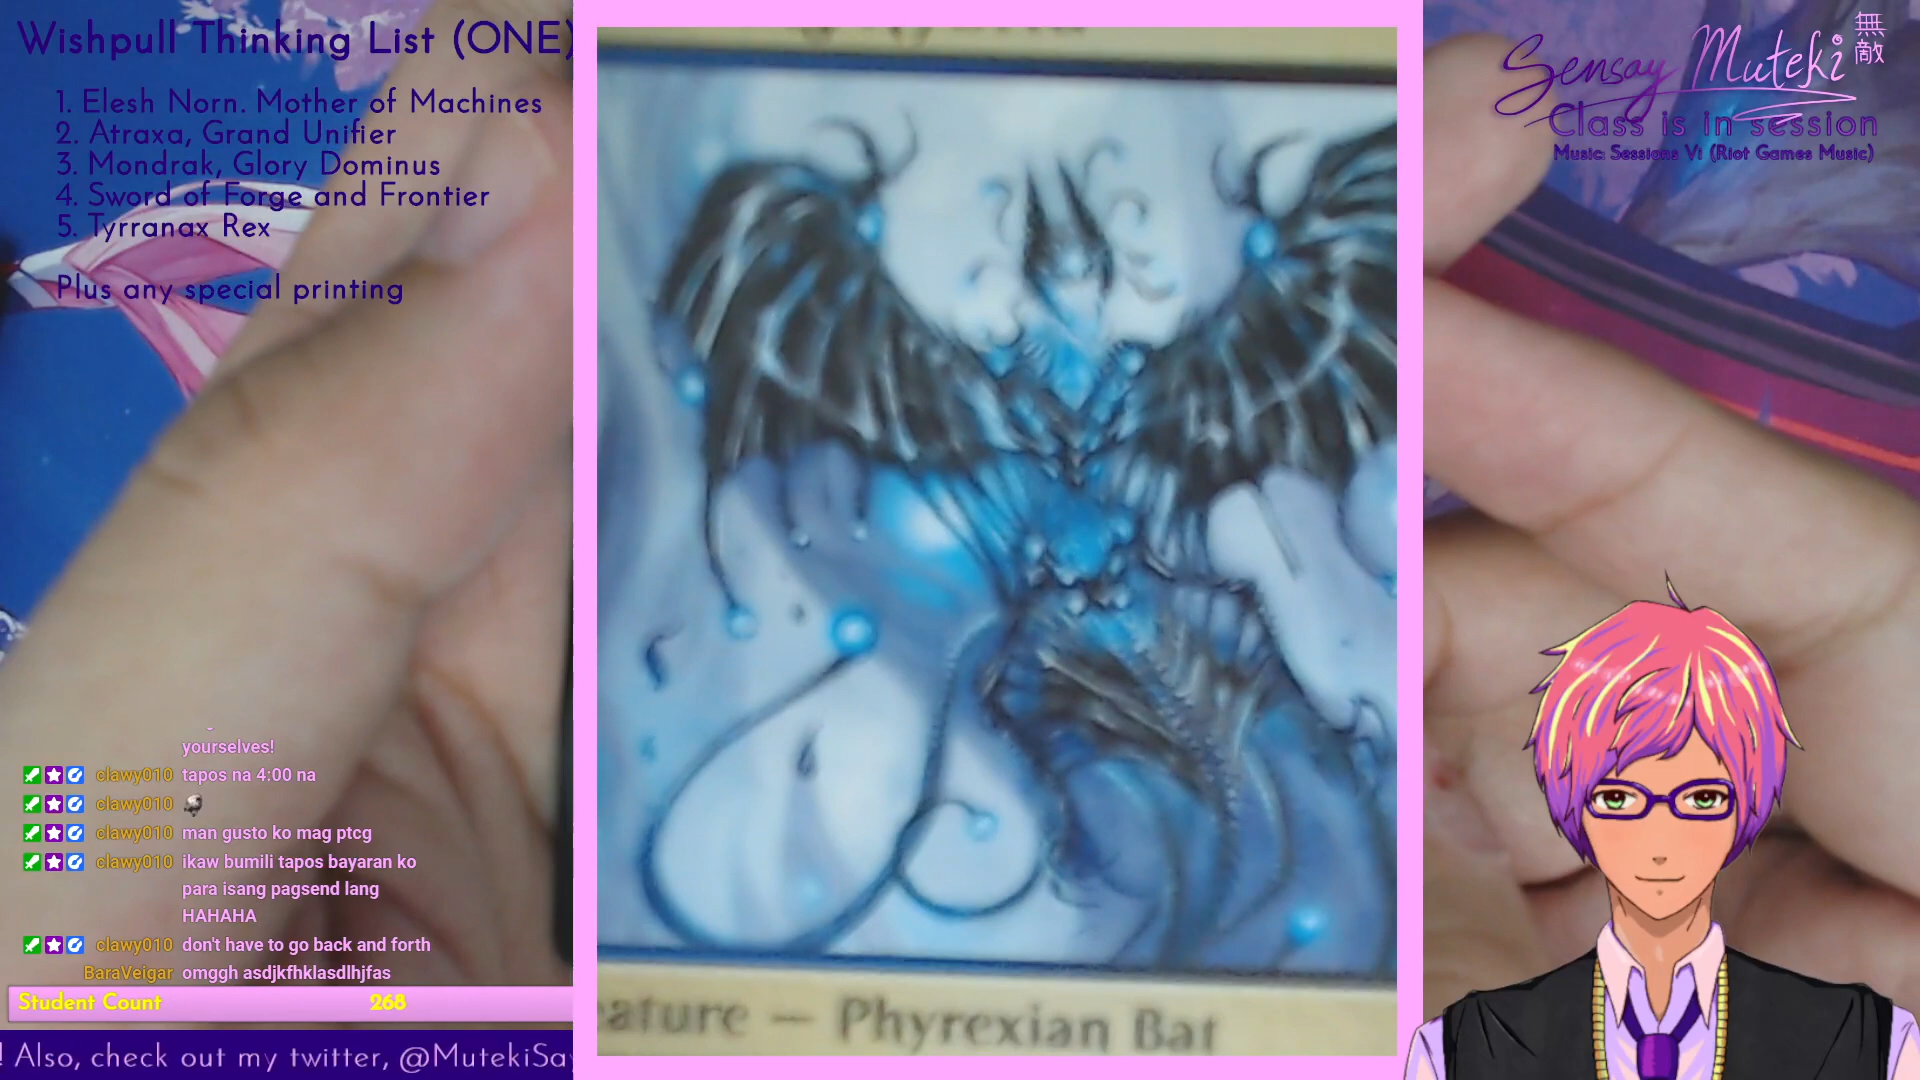 Wishpull Thinking List (ONE)
1. Elesh Norn. Mother of Machines
2. Atraxa, Grand Unifier
3. Mondrak, Glory Dominus
4. Sword of Forge and Frontier
5. Tyrranax Rex
Plus any special printing
Sensay Muteki 無敵
Class is in session
Music: Sessions Vi (Riot Games Music)
yourselves!
clawy010 tapos na 4:00 na
clawy010
clawy010 man gusto ko mag ptcg
clawy010 ikaw bumili tapos bayaran ko
para isang pagsend lang
HAHAHA
clawy010 don't have to go back and forth
BaraVeigar omggh asdjkfhklasdlhjfas
Student Count 268
! Also, check out my twitter, @MutekiSay
eature — Phyrexian Bat